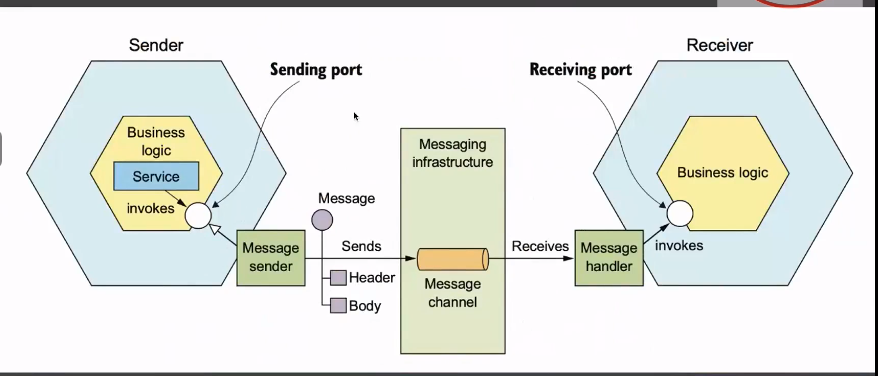 Sender
Receiver
Sending port
Receiving port
Business
logic
Service
invokes
Message
sender
Message
Sends
Header
Body
Messaging
infrastructure
Message
channel
Receives
Message
handler
invokes
Business logic